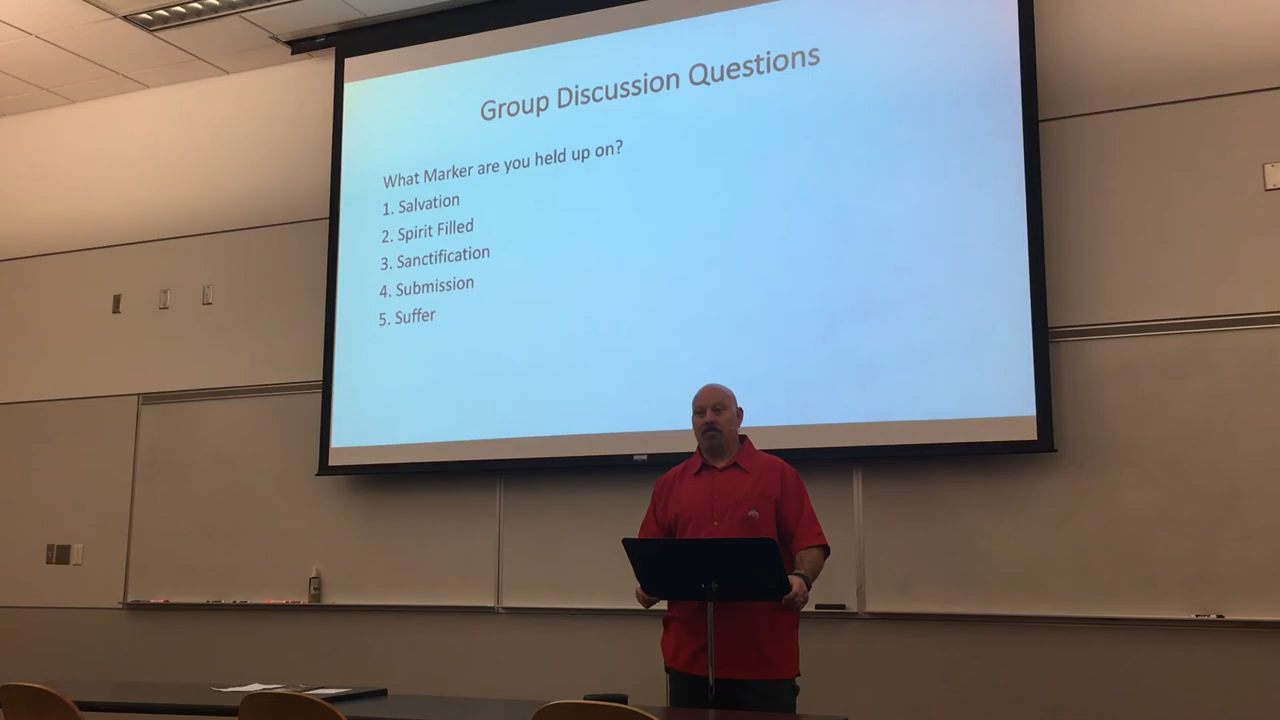 Group Discussion Questions
What Marker are you held up on?
1. Salvation
2. Spirit Filled
3. Sanctification
4. Submission
5. Suffer